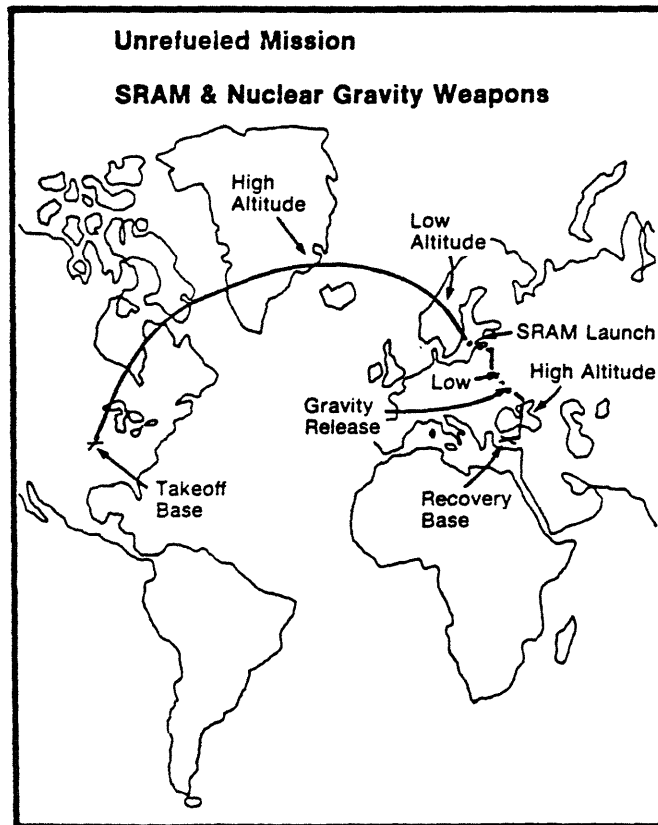 Unrefueled Mission
SRAM & Nuclear Gravity Weapons
High
Altitude
Low
Altitude
SRAM Launch
Low
High Altitude
Gravity
Release
Takeoff
Base
Recovery
Base